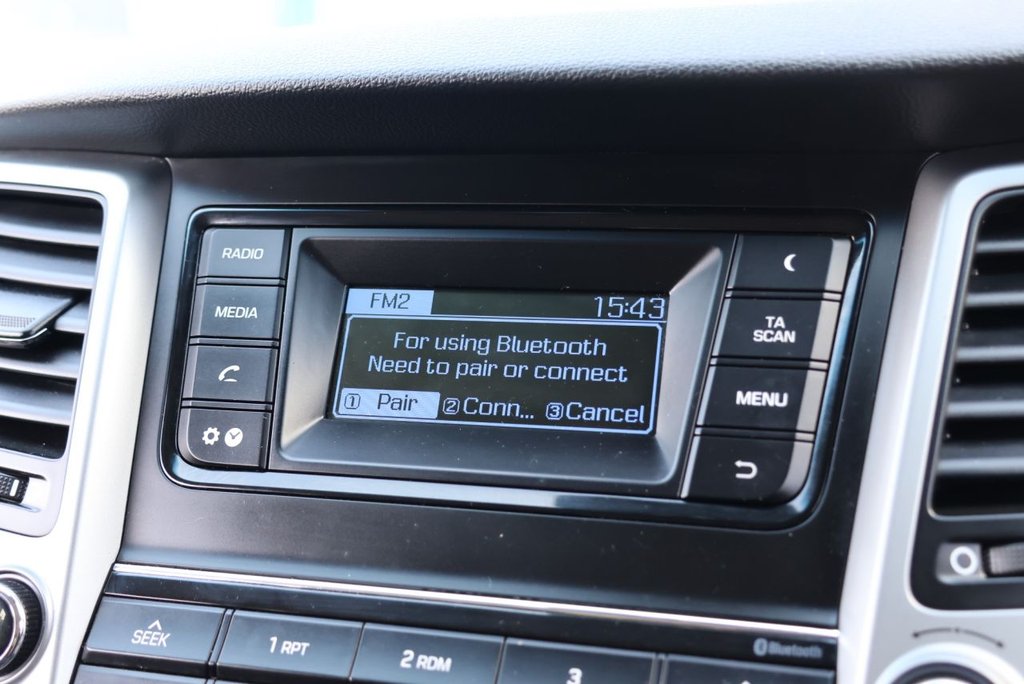 RADIO
MEDIA
FM2 15:43
For using Bluetooth
Need to pair or connect
① Pair ②Conn... ③Cancel
TA
SCAN
MENU
SEEK
1 RPT
2 RDM
3
Bluetooth